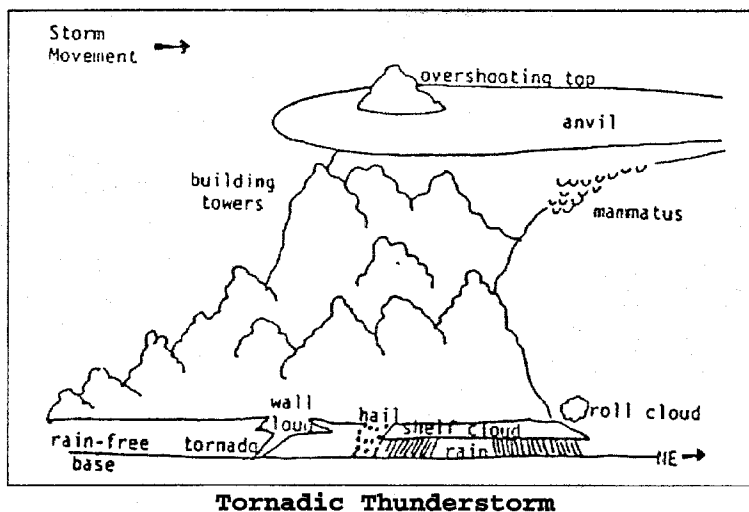 Storm
Movement
overshooting top
anvil
building
towers
mammatus
wall
loud
hail
shelf cloud
roll cloud
rain-free
base
tornado
rain
NE
Tornadic Thunderstorm